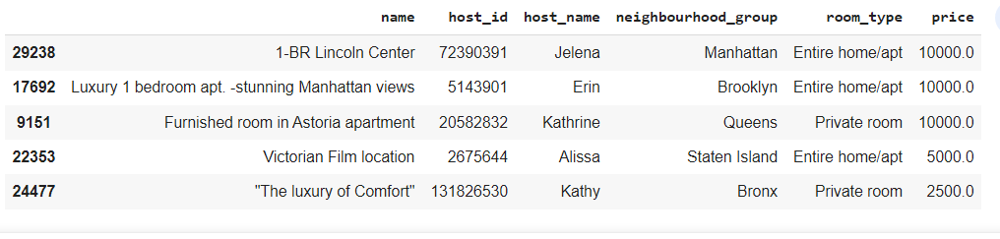 name host_id host_name neighbourhood_group room_type price
29238 1-BR Lincoln Center 72390391 Jelena Manhattan Entire home/apt 10000.0
17692 Luxury 1 bedroom apt. -stunning Manhattan views 5143901 Erin Brooklyn Entire home/apt 10000.0
9151 Furnished room in Astoria apartment 20582832 Kathrine Queens Private room 10000.0
22353 Victorian Film location 2675644 Alissa Staten Island Entire home/apt 5000.0
24477 "The luxury of Comfort" 131826530 Kathy Bronx Private room 2500.0